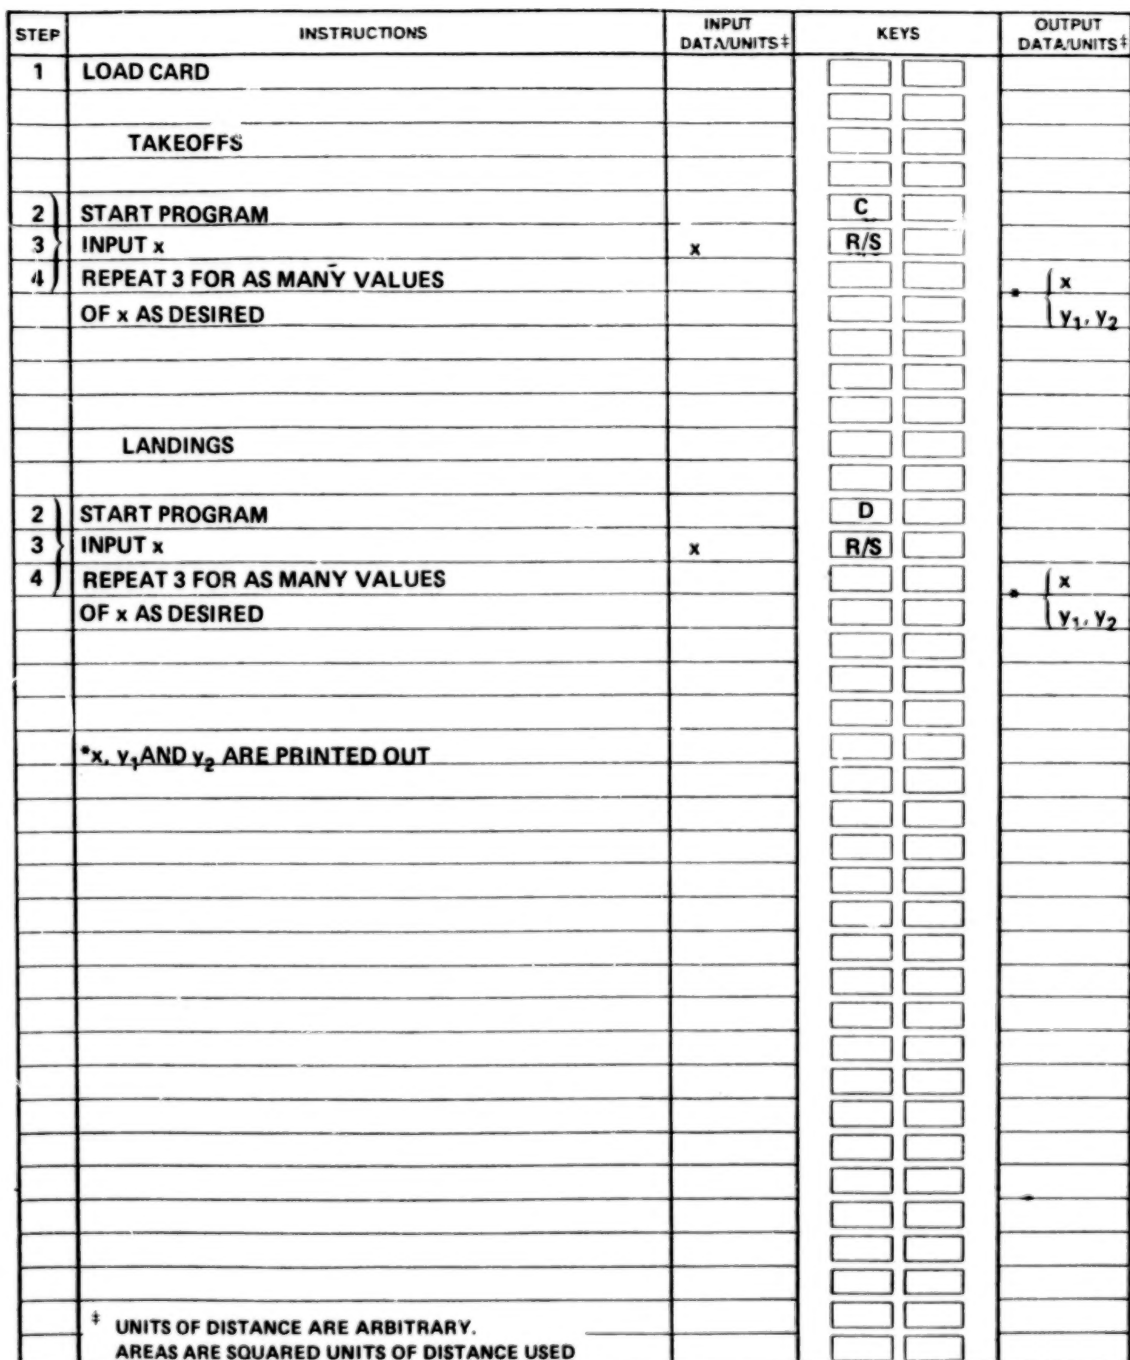 STEP INSTRUCTIONS INPUT DATA/UNITS‡ KEYS OUTPUT DATA/UNITS‡
1 LOAD CARD
TAKEOFFS
2 START PROGRAM C
3 INPUT x x R/S
4 REPEAT 3 FOR AS MANY VALUES * x
OF x AS DESIRED y₁, y₂
LANDINGS
2 START PROGRAM D
3 INPUT x x R/S
4 REPEAT 3 FOR AS MANY VALUES * x
OF x AS DESIRED y₁, y₂
*x, y₁ AND y₂ ARE PRINTED OUT
‡ UNITS OF DISTANCE ARE ARBITRARY.
AREAS ARE SQUARED UNITS OF DISTANCE USED